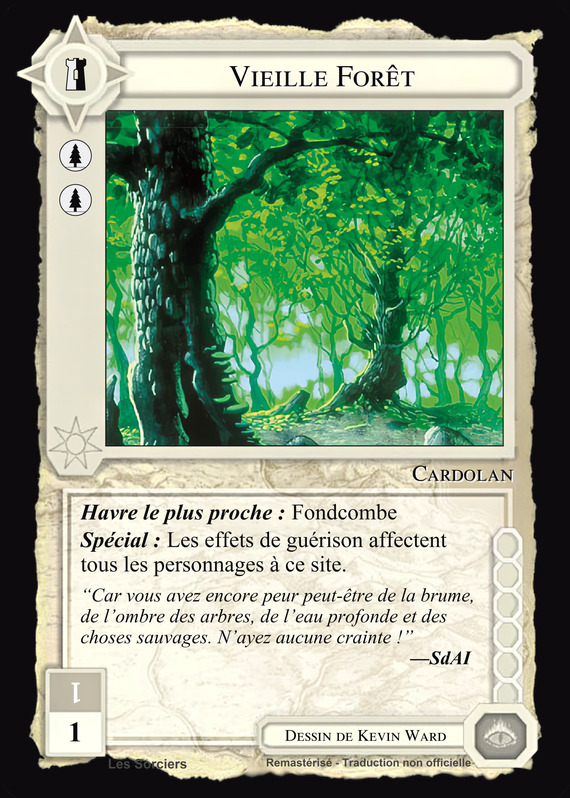 Vieille Forêt
Cardolan
Havre le plus proche : Fondcombe
Spécial : Les effets de guérison affectent
tous les personnages à ce site.
“Car vous avez encore peur peut-être de la brume,
de l’ombre des arbres, de l’eau profonde et des
choses sauvages. N’ayez aucune crainte !”
—SdAI
1
1
Dessin de Kevin Ward
Les Sorciers
Remastérisé - Traduction non officielle